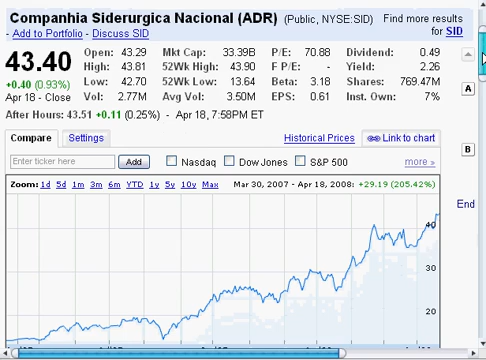 Companhia Siderurgica Nacional (ADR) (Public, NYSE:SID)
Find more results for SID
- Add to Portfolio - Discuss SID
43.40
+0.40 (0.93%)
Apr 18 - Close
Open: 43.29 Mkt Cap: 33.39B P/E: 70.88 Dividend: 0.49
High: 43.81 52Wk High: 43.90 F P/E: - Yield: 2.26
Low: 42.70 52Wk Low: 13.64 Beta: 3.18 Shares: 769.47M
Vol: 2.77M Avg Vol: 3.50M EPS: 0.61 Inst. Own: 7%
After Hours: 43.51 +0.11 (0.25%) - Apr 18, 7:58PM ET
Compare Settings Historical Prices Link to chart
Enter ticker here Add Nasdaq Dow Jones S&P 500 more »
Zoom: 1d 5d 1m 3m 6m YTD 1y 5y 10y Max Mar 30, 2007 - Apr 18, 2008: +29.19 (205.42%)
40
30
20
A
B
End